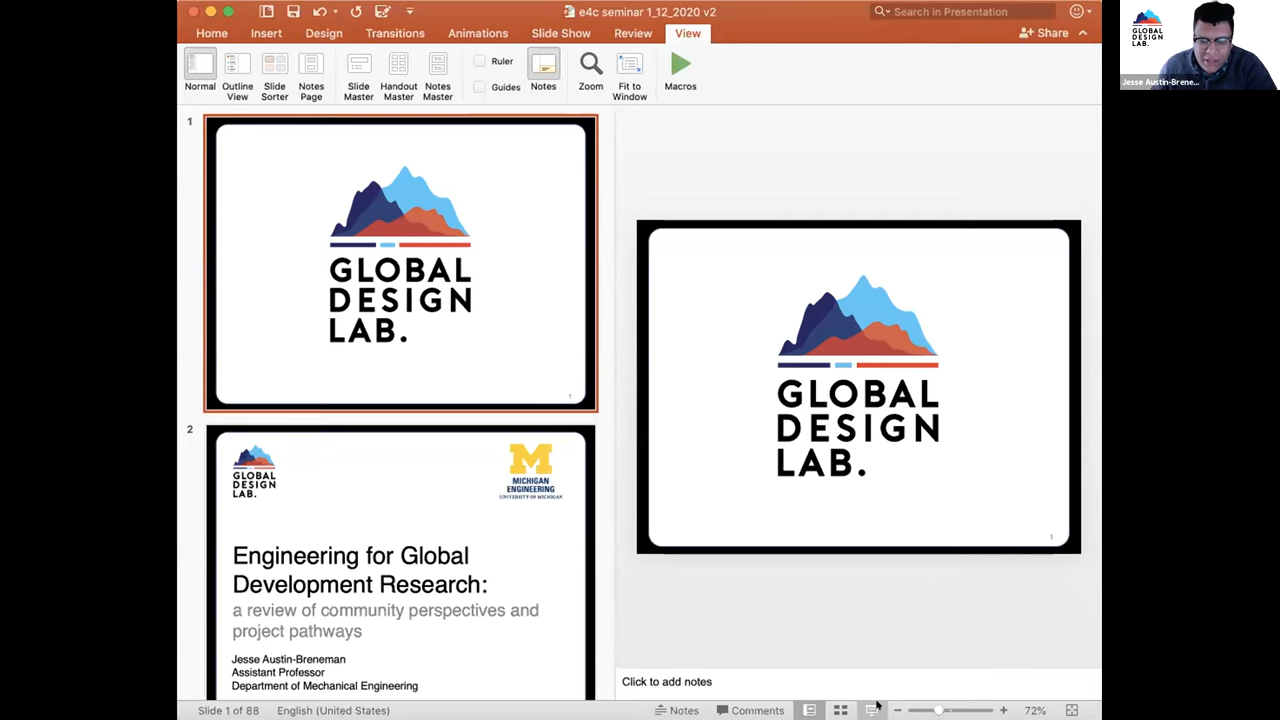 e4c seminar 1_12_2020 v2
Search in Presentation
Home Insert Design Transitions Animations Slide Show Review View
Share
Normal
Outline View
Slide Sorter
Notes Page
Slide Master
Handout Master
Notes Master
Ruler
Guides
Notes
Zoom
Fit to Window
Macros
1
GLOBAL
DESIGN
LAB.
1
2
GLOBAL
DESIGN
LAB.
M
MICHIGAN
ENGINEERING
UNIVERSITY OF MICHIGAN
Engineering for Global
Development Research:
a review of community perspectives and
project pathways
Jesse Austin-Breneman
Assistant Professor
Department of Mechanical Engineering
GLOBAL
DESIGN
LAB.
1
Click to add notes
Slide 1 of 88 English (United States) Notes Comments 72%
GLOBAL
DESIGN
LAB.
Jesse Austin-Brene...